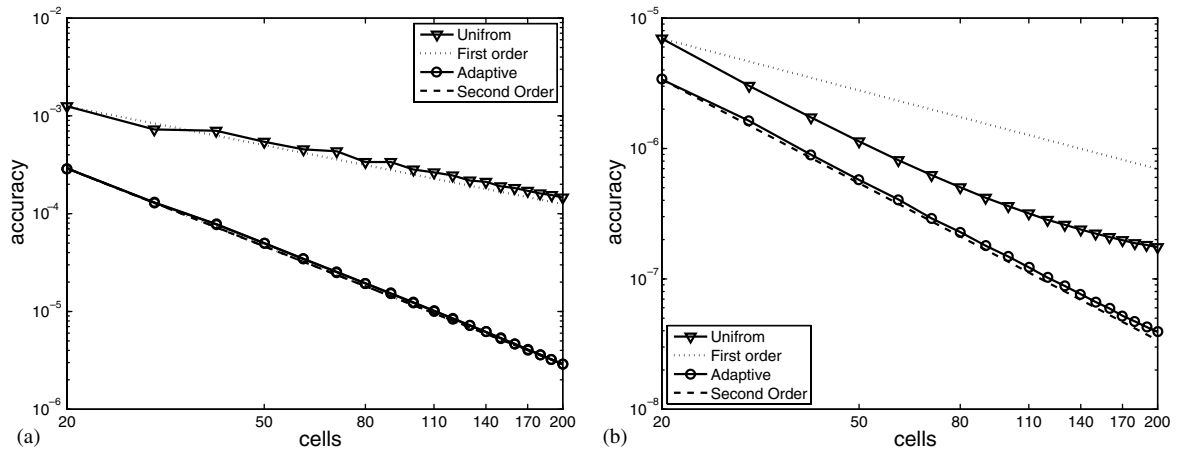 10−2
10−3
10−4
10−5
10−6
accuracy
Unifrom
First order
Adaptive
Second Order
20 50 80 110 140 170 200
(a) cells
10−5
10−6
10−7
10−8
accuracy
Unifrom
First order
Adaptive
Second Order
20 50 80 110 140 170 200
(b) cells